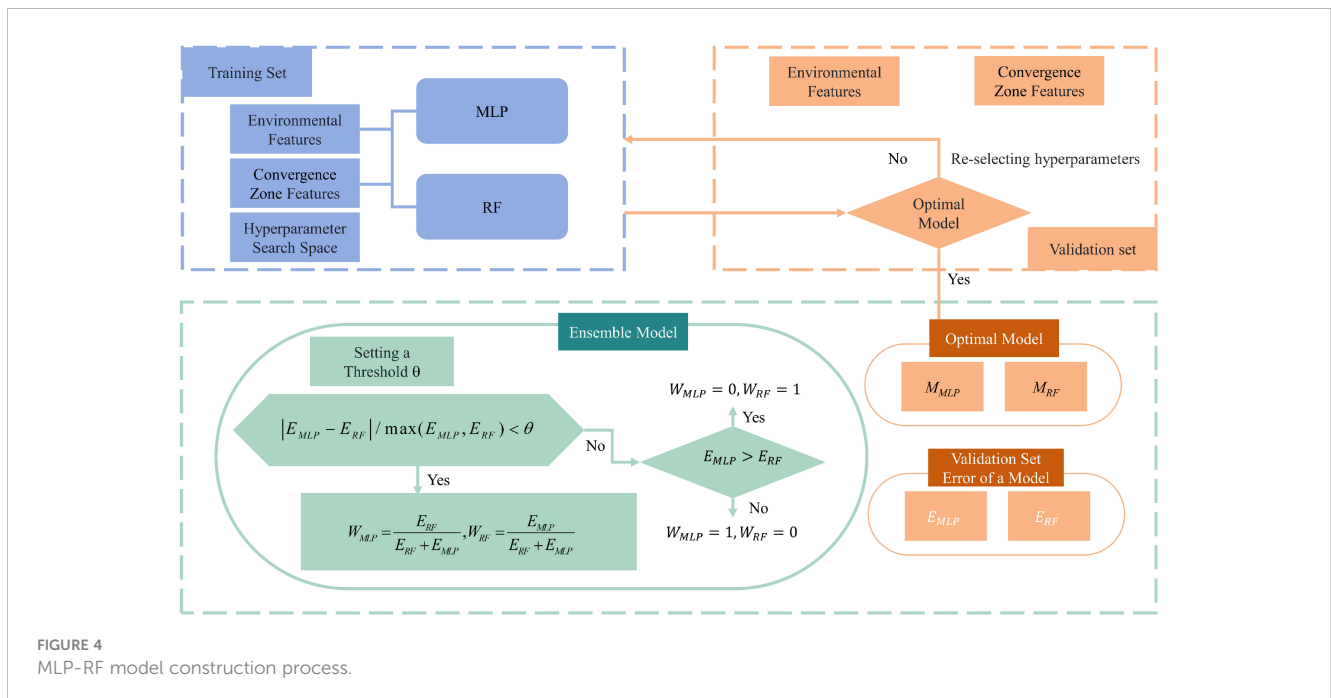 Training Set
Environmental
Features
Convergence
Zone Features
Hyperparameter
Search Space
MLP
RF
Environmental
Features
Convergence
Zone Features
No
Re-selecting hyperparameters
Optimal
Model
Validation set
Yes
Ensemble Model
Setting a
Threshold θ
|E_MLP − E_RF| / max(E_MLP, E_RF) < θ
No
Yes
W_MLP = E_RF / (E_RF + E_MLP), W_RF = E_MLP / (E_RF + E_MLP)
W_MLP = 0, W_RF = 1
Yes
E_MLP > E_RF
No
W_MLP = 1, W_RF = 0
Optimal Model
M_MLP
M_RF
Validation Set
Error of a Model
E_MLP
E_RF
FIGURE 4
MLP-RF model construction process.